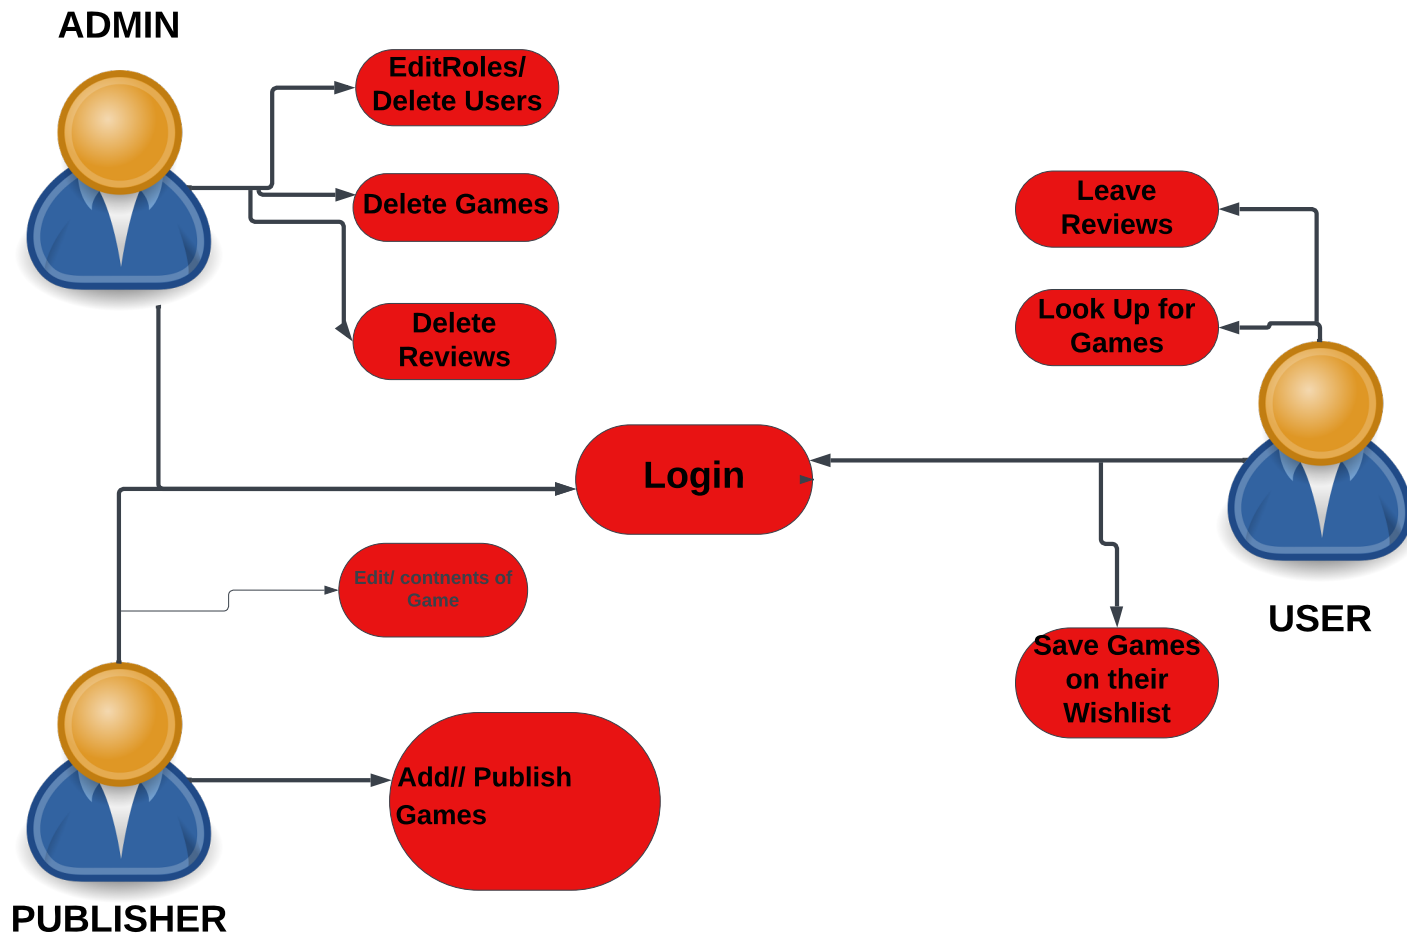 ADMIN
EditRoles/
Delete Users
Delete Games
Delete
Reviews
Leave
Reviews
Look Up for
Games
Login
Edit/ contnents of
Game
USER
Save Games
on their
Wishlist
Add// Publish
Games
PUBLISHER